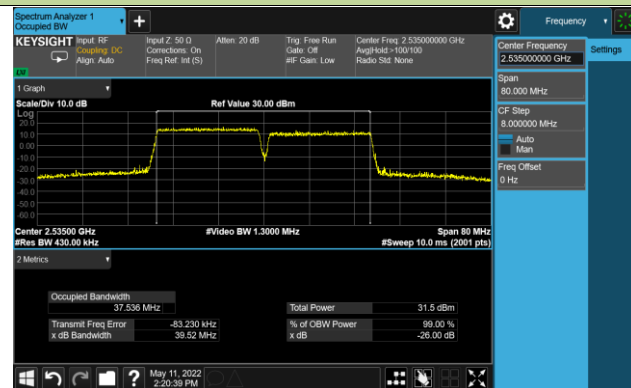 Spectrum Analyzer 1
Occupied BW
Frequency
KEYSIGHT
Input: RF
Coupling: DC
Align: Auto
Input Z: 50 Ω
Corrections: On
Freq Ref: Int (S)
Atten: 20 dB
Trig: Free Run
Gate: Off
#IF Gain: Low
Center Freq: 2.535000000 GHz
Avg|Hold:>100/100
Radio Std: None
Center Frequency
2.535000000 GHz
Settings
Span
80.000 MHz
CF Step
8.000000 MHz
Auto
Man
Freq Offset
0 Hz
1 Graph
Scale/Div 10.0 dB
Ref Value 30.00 dBm
Log
20.0
10.0
0.00
-10.0
-20.0
-30.0
-40.0
-50.0
-60.0
Center 2.53500 GHz
#Video BW 1.3000 MHz
Span 80 MHz
#Res BW 430.00 kHz
#Sweep 10.0 ms (2001 pts)
2 Metrics
Occupied Bandwidth
37.536 MHz
Total Power 31.5 dBm
Transmit Freq Error -83.230 kHz
% of OBW Power 99.00 %
x dB Bandwidth 39.52 MHz
x dB -26.00 dB
?
May 11, 2022
2:20:39 PM